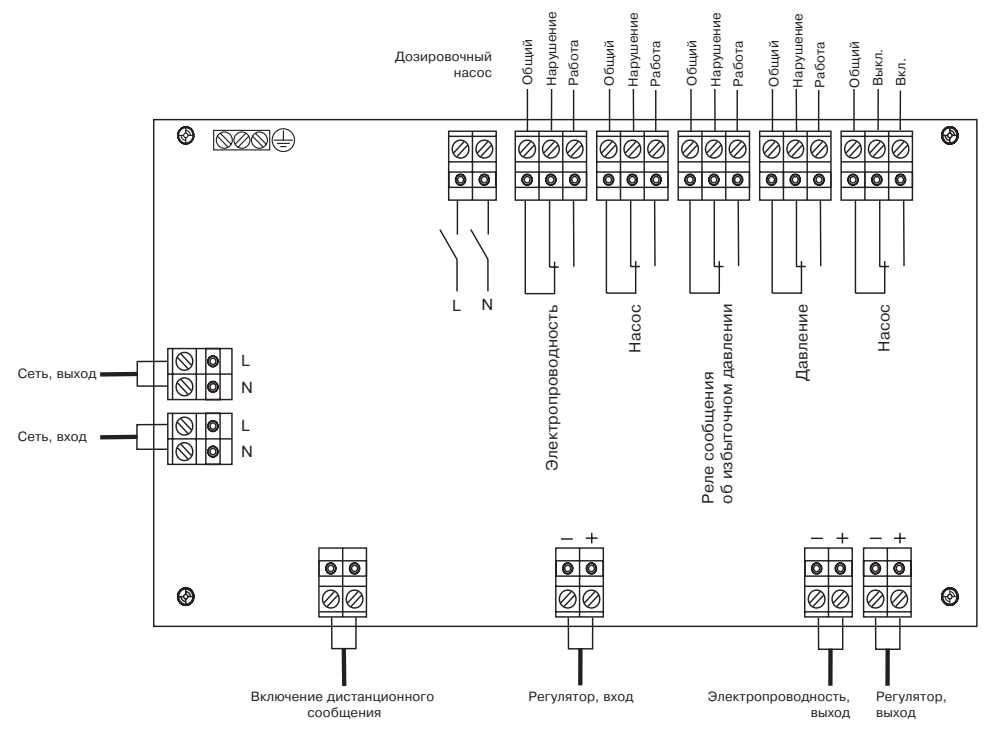 Дозировочный
насос
Общий
Нарушение
Работа
Общий
Нарушение
Работа
Общий
Нарушение
Работа
Общий
Нарушение
Работа
Общий
Выкл.
Вкл.
L
N
Электропроводность
Насос
Реле сообщения
об избыточном давлении
Давление
Насос
Сеть, выход
L
N
Сеть, вход
L
N
– +
– +
– +
Включение дистанционного
сообщения
Регулятор, вход
Электропроводность,
выход
Регулятор,
выход